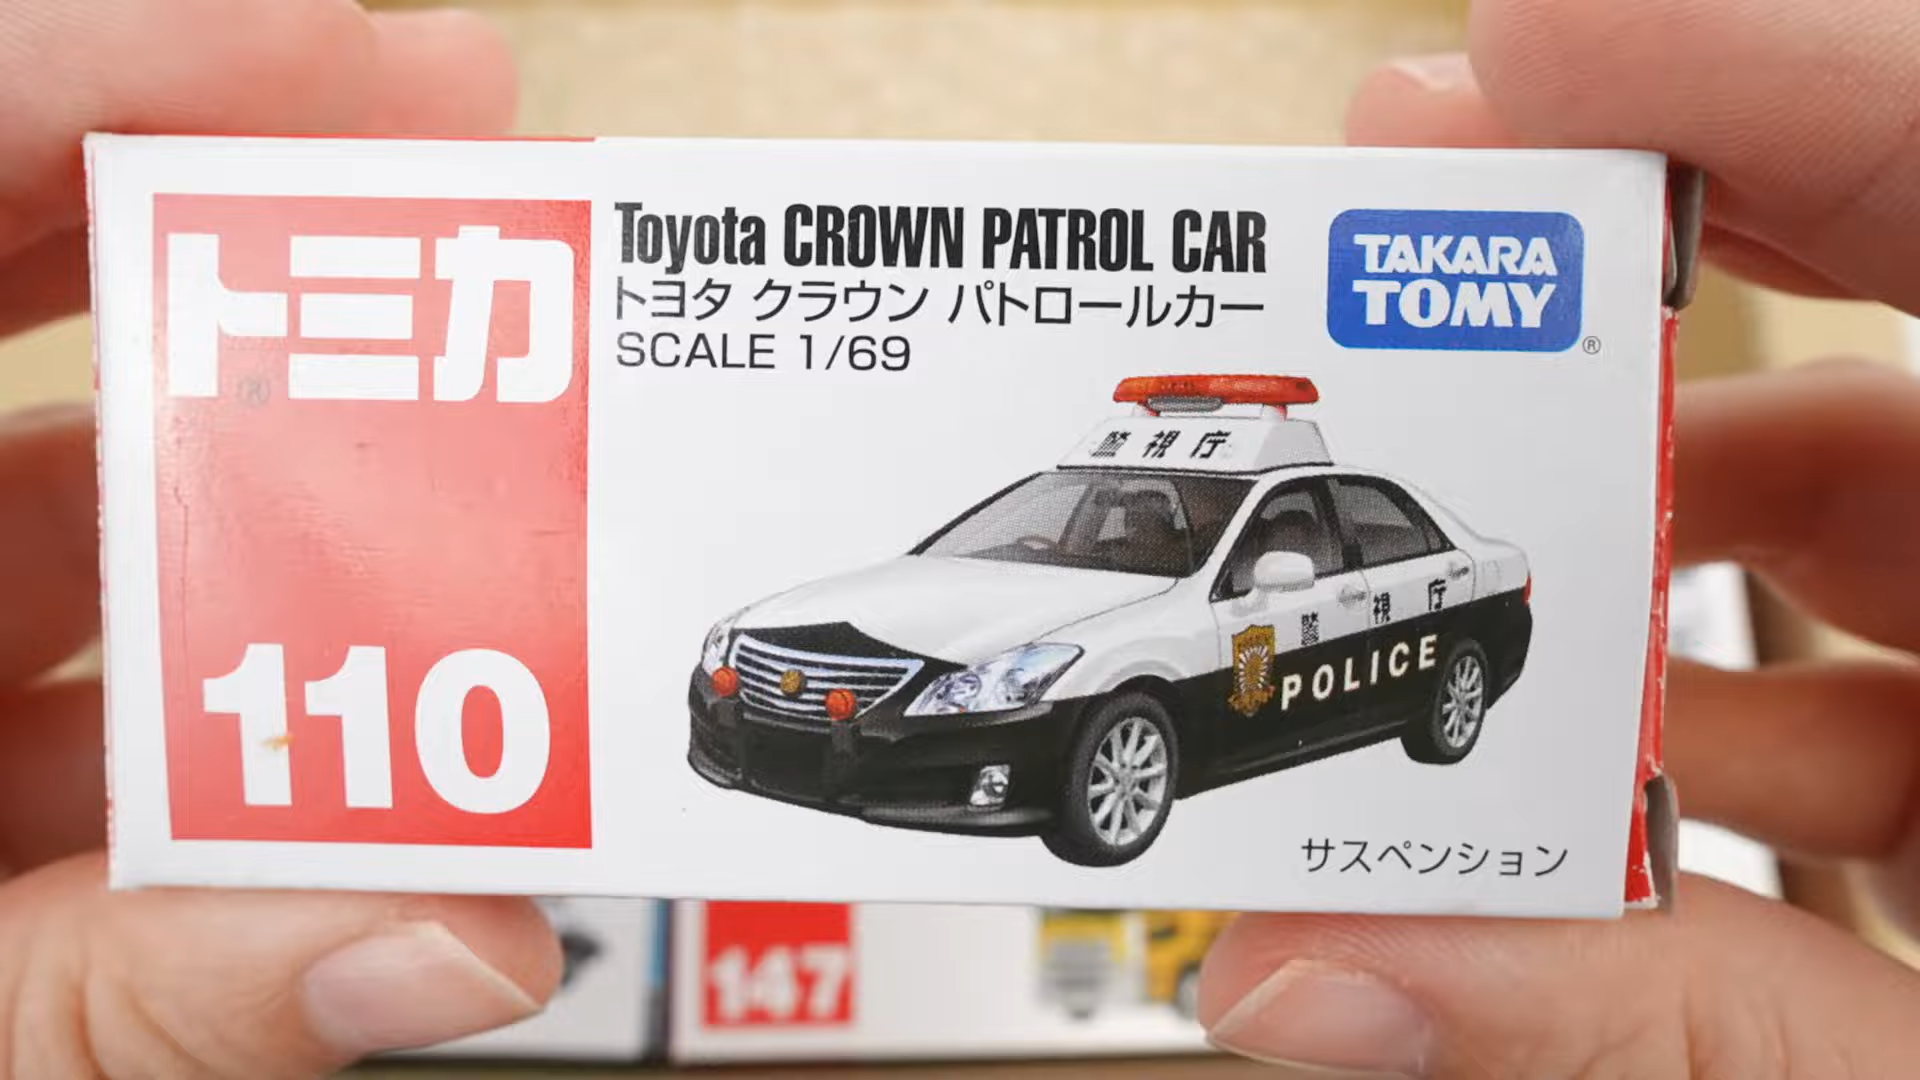 トミカ
®
110
Toyota CROWN PATROL CAR
トヨタ クラウン パトロールカー
SCALE 1/69
TAKARA
TOMY
®
警視庁
警視庁
POLICE
サスペンション
147